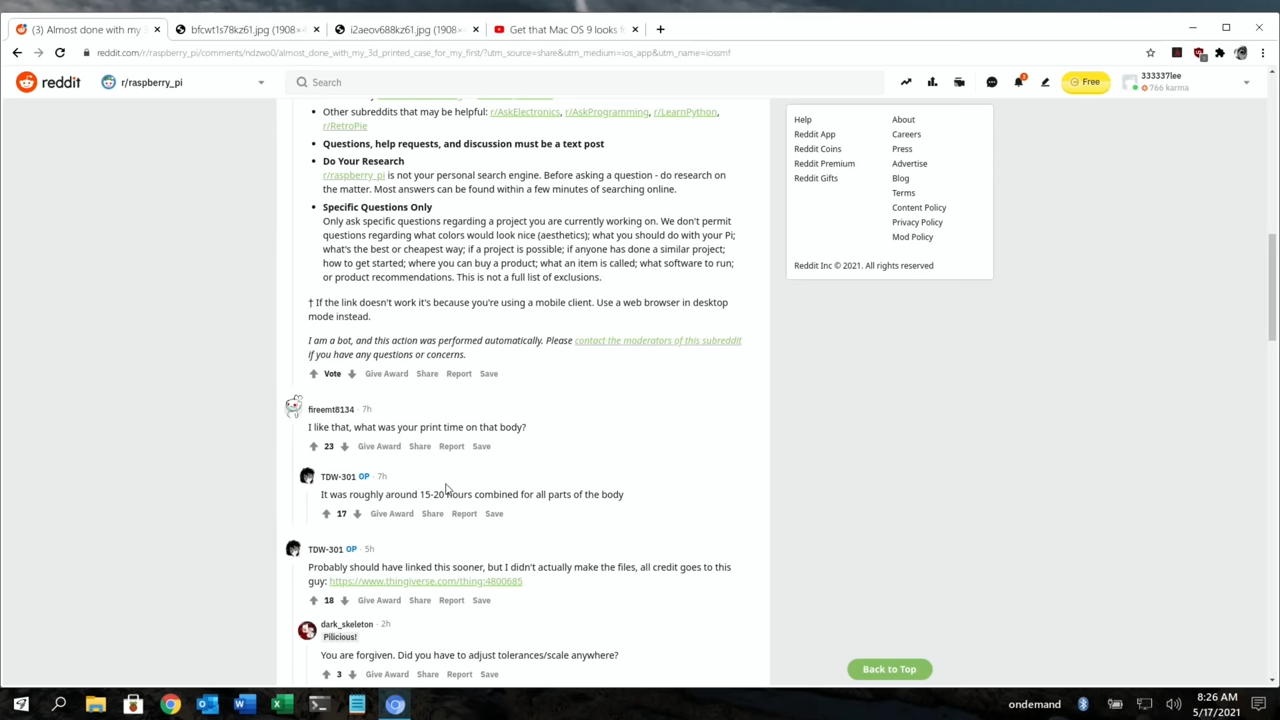 (3) Almost done with my 3
bfcwt1s78kz61.jpg (1908×
i2aeov688kz61.jpg (1908×
Get that Mac OS 9 looks f
reddit.com/r/raspberry_pi/comments/ndzwo0/almost_done_with_my_3d_printed_case_for_my_first/?utm_source=share&utm_medium=ios_app&utm_name=iossmf
reddit
r/raspberry_pi
Search
Free
333337lee
766 karma
Other subreddits that may be helpful: r/AskElectronics, r/AskProgramming, r/LearnPython,
r/RetroPie
Questions, help requests, and discussion must be a text post
Do Your Research
r/raspberry_pi is not your personal search engine. Before asking a question - do research on
the matter. Most answers can be found within a few minutes of searching online.
Specific Questions Only
Only ask specific questions regarding a project you are currently working on. We don't permit
questions regarding what colors would look nice (aesthetics); what you should do with your Pi;
what's the best or cheapest way; if a project is possible; if anyone has done a similar project;
how to get started; where you can buy a product; what an item is called; what software to run;
or product recommendations. This is not a full list of exclusions.
† If the link doesn't work it's because you're using a mobile client. Use a web browser in desktop
mode instead.
I am a bot, and this action was performed automatically. Please contact the moderators of this subreddit
if you have any questions or concerns.
Vote Give Award Share Report Save
fireemt8134 · 7h
I like that, what was your print time on that body?
23 Give Award Share Report Save
TDW-301 OP · 7h
It was roughly around 15-20 hours combined for all parts of the body
17 Give Award Share Report Save
TDW-301 OP · 5h
Probably should have linked this sooner, but I didn't actually make the files, all credit goes to this
guy: https://www.thingiverse.com/thing:4800685
18 Give Award Share Report Save
dark_skeleton · 2h
Pilicious!
You are forgiven. Did you have to adjust tolerances/scale anywhere?
3 Give Award Share Report Save
Help About
Reddit App Careers
Reddit Coins Press
Reddit Premium Advertise
Reddit Gifts Blog
Terms
Content Policy
Privacy Policy
Mod Policy
Reddit Inc © 2021. All rights reserved
Back to Top
ondemand
8:26 AM
5/17/2021